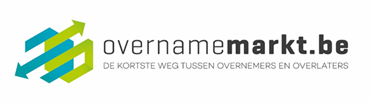 overnamemarkt.be
DE KORTSTE WEG TUSSEN OVERNEMERS EN OVERLATERS